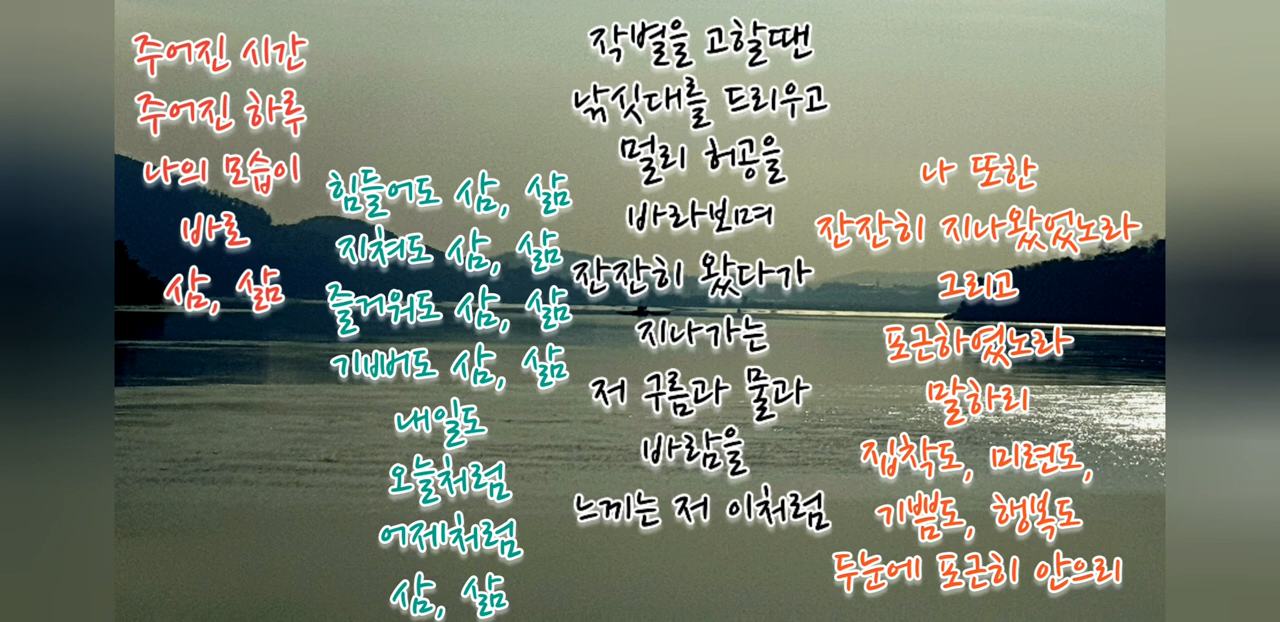 주어진 시간
주어진 하루
나의 모습이
바로
삼, 삶
힘들어도 삼, 삶
지쳐도 삼, 삶
즐거워도 삼, 삶
기뻐도 삼, 삶
내일도
오늘처럼
어제처럼
삼, 삶
작별을 고할땐
낚싯대를 드리우고
멀리 허공을
바라보며
잔잔히 왔다가
지나가는
저 구름과 물과
바람을
느끼는 저 이처럼
나 또한
잔잔히 지나왔었노라
그리고
포근하였노라
말하리
집착도, 미련도,
기쁨도, 행복도
두눈에 포근히 안으리